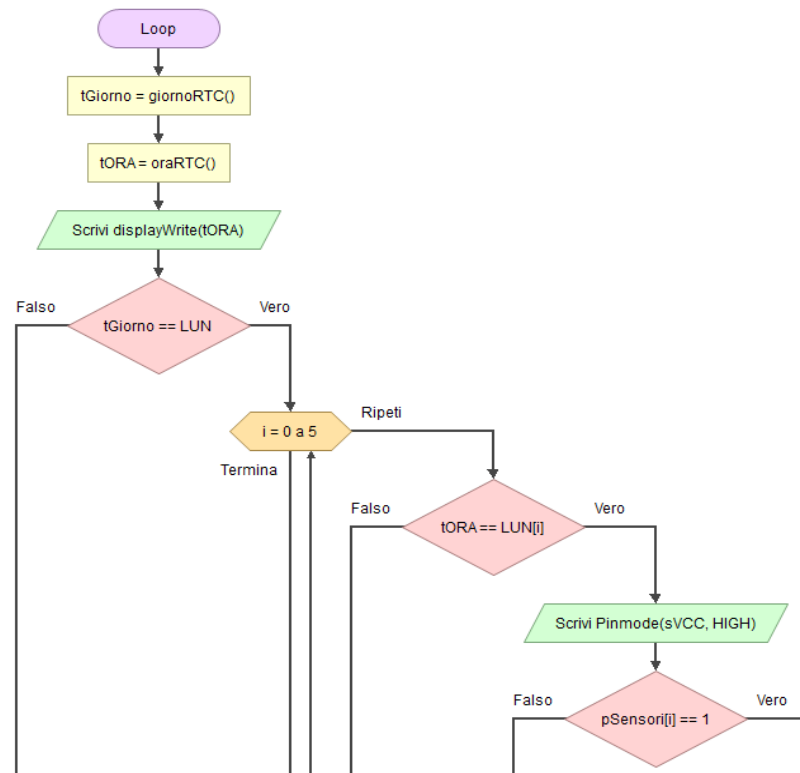 Loop
tGiorno = giornoRTC()
tORA = oraRTC()
Scrivi displayWrite(tORA)
Falso
Vero
tGiorno == LUN
Ripeti
i = 0 a 5
Termina
Falso
Vero
tORA == LUN[i]
Scrivi Pinmode(sVCC, HIGH)
Falso
Vero
pSensori[i] == 1